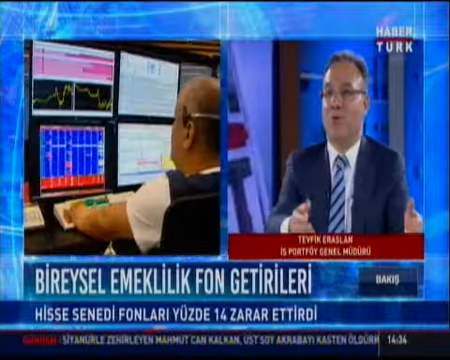 HABER
TÜRK
TEVFİK ERASLAN
İŞ PORTFÖY GENEL MÜDÜRÜ
BİREYSEL EMEKLİLİK FON GETİRİLERİ
BAKIŞ
HİSSE SENEDİ FONLARI YÜZDE 14 ZARAR ETTİRDİ
SİYANÜRLE ZEHİRLEYEN MAHMUT CAN KALKAN, ÜST SOY AKRABAYI KASTEN ÖLDÜRM
14:34